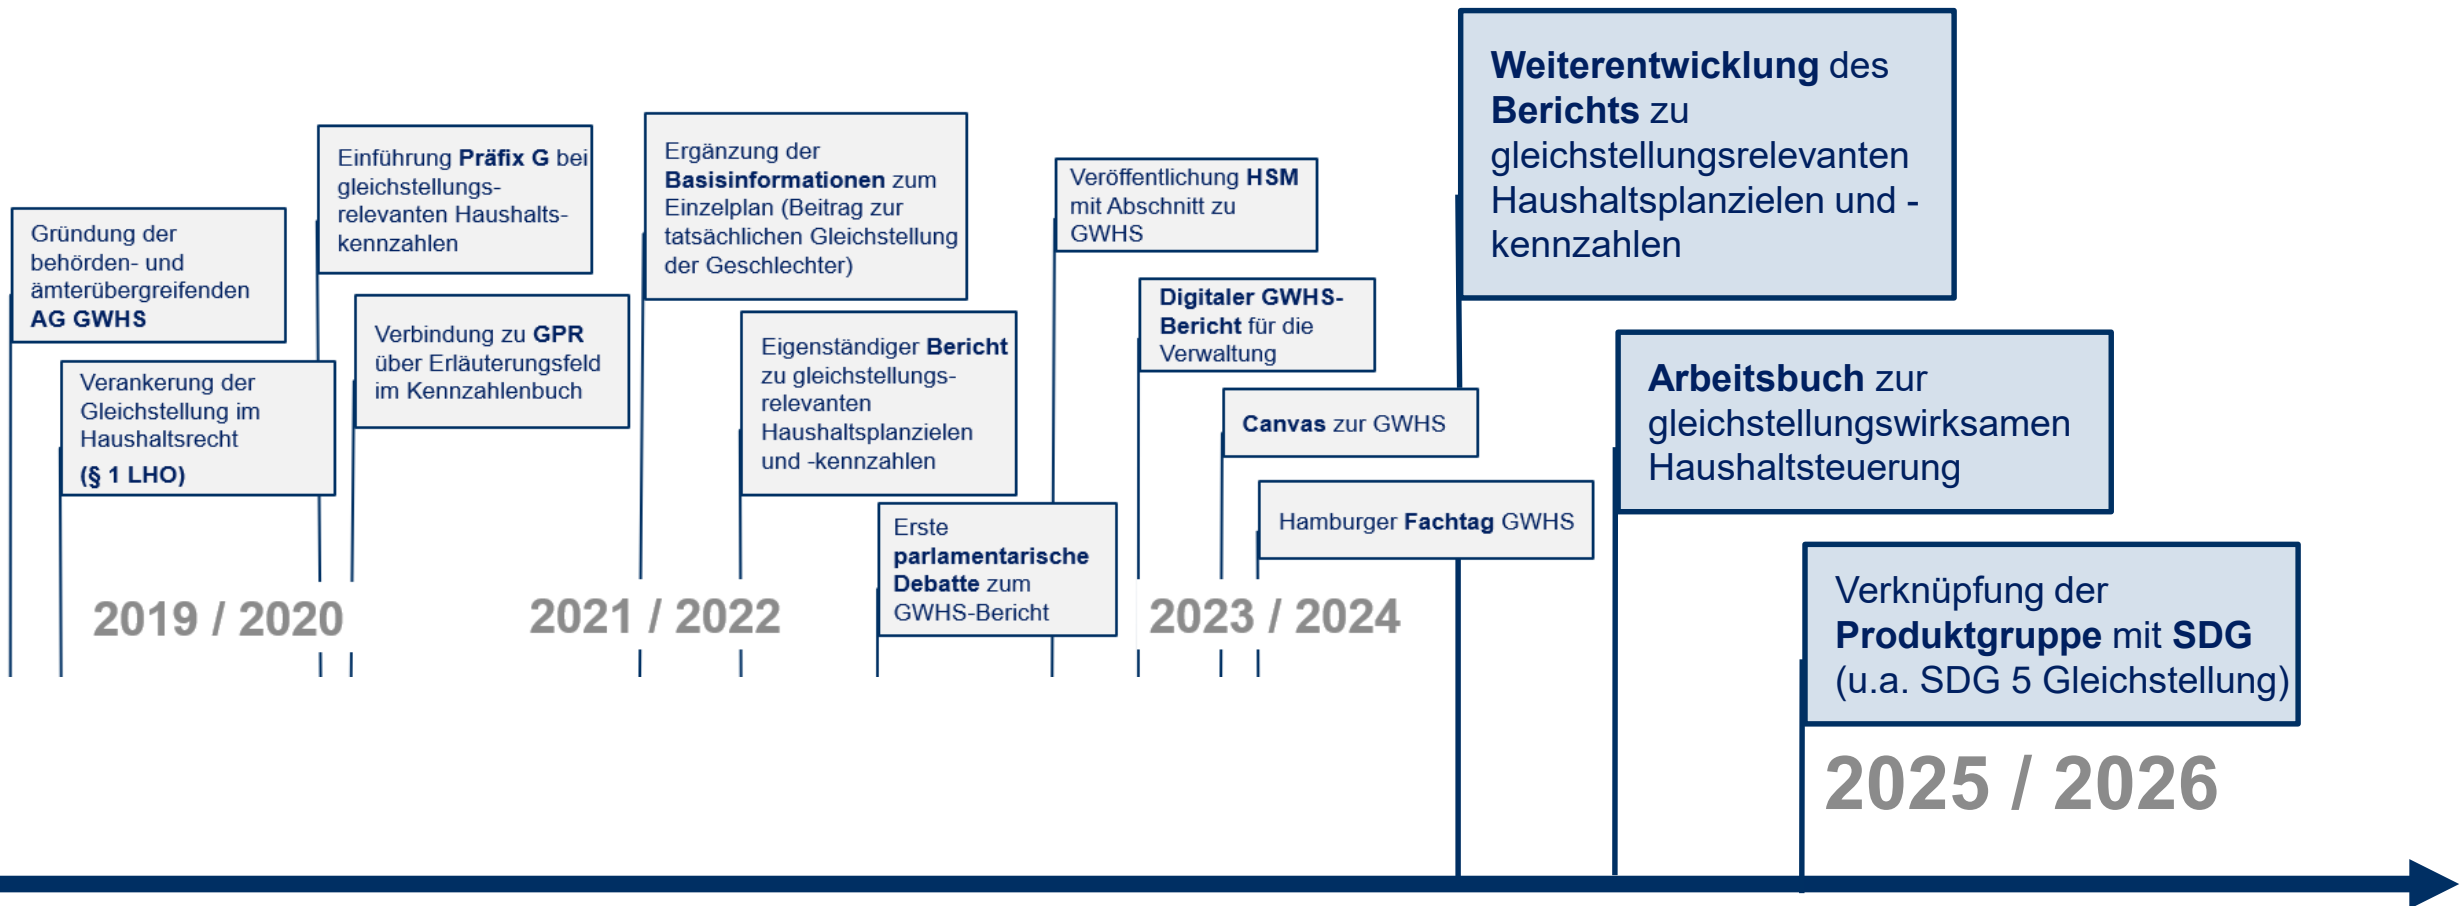 Gründung der
behörden- und
ämterübergreifenden
AG GWHS
Verankerung der
Gleichstellung im
Haushaltsrecht
(§ 1 LHO)
Einführung Präfix G bei
gleichstellungs-
relevanten Haushalts-
kennzahlen
Verbindung zu GPR
über Erläuterungsfeld
im Kennzahlenbuch
2019 / 2020
Ergänzung der
Basisinformationen zum
Einzelplan (Beitrag zur
tatsächlichen Gleichstellung
der Geschlechter)
Eigenständiger Bericht
zu gleichstellungs-
relevanten
Haushaltsplanzielen
und -kennzahlen
Erste
parlamentarische
Debatte zum
GWHS-Bericht
2021 / 2022
Veröffentlichung HSM
mit Abschnitt zu
GWHS
Digitaler GWHS-
Bericht für die
Verwaltung
Canvas zur GWHS
Hamburger Fachtag GWHS
2023 / 2024
Weiterentwicklung des
Berichts zu
gleichstellungsrelevanten
Haushaltsplanzielen und -
kennzahlen
Arbeitsbuch zur
gleichstellungswirksamen
Haushaltsteuerung
Verknüpfung der
Produktgruppe mit SDG
(u.a. SDG 5 Gleichstellung)
2025 / 2026